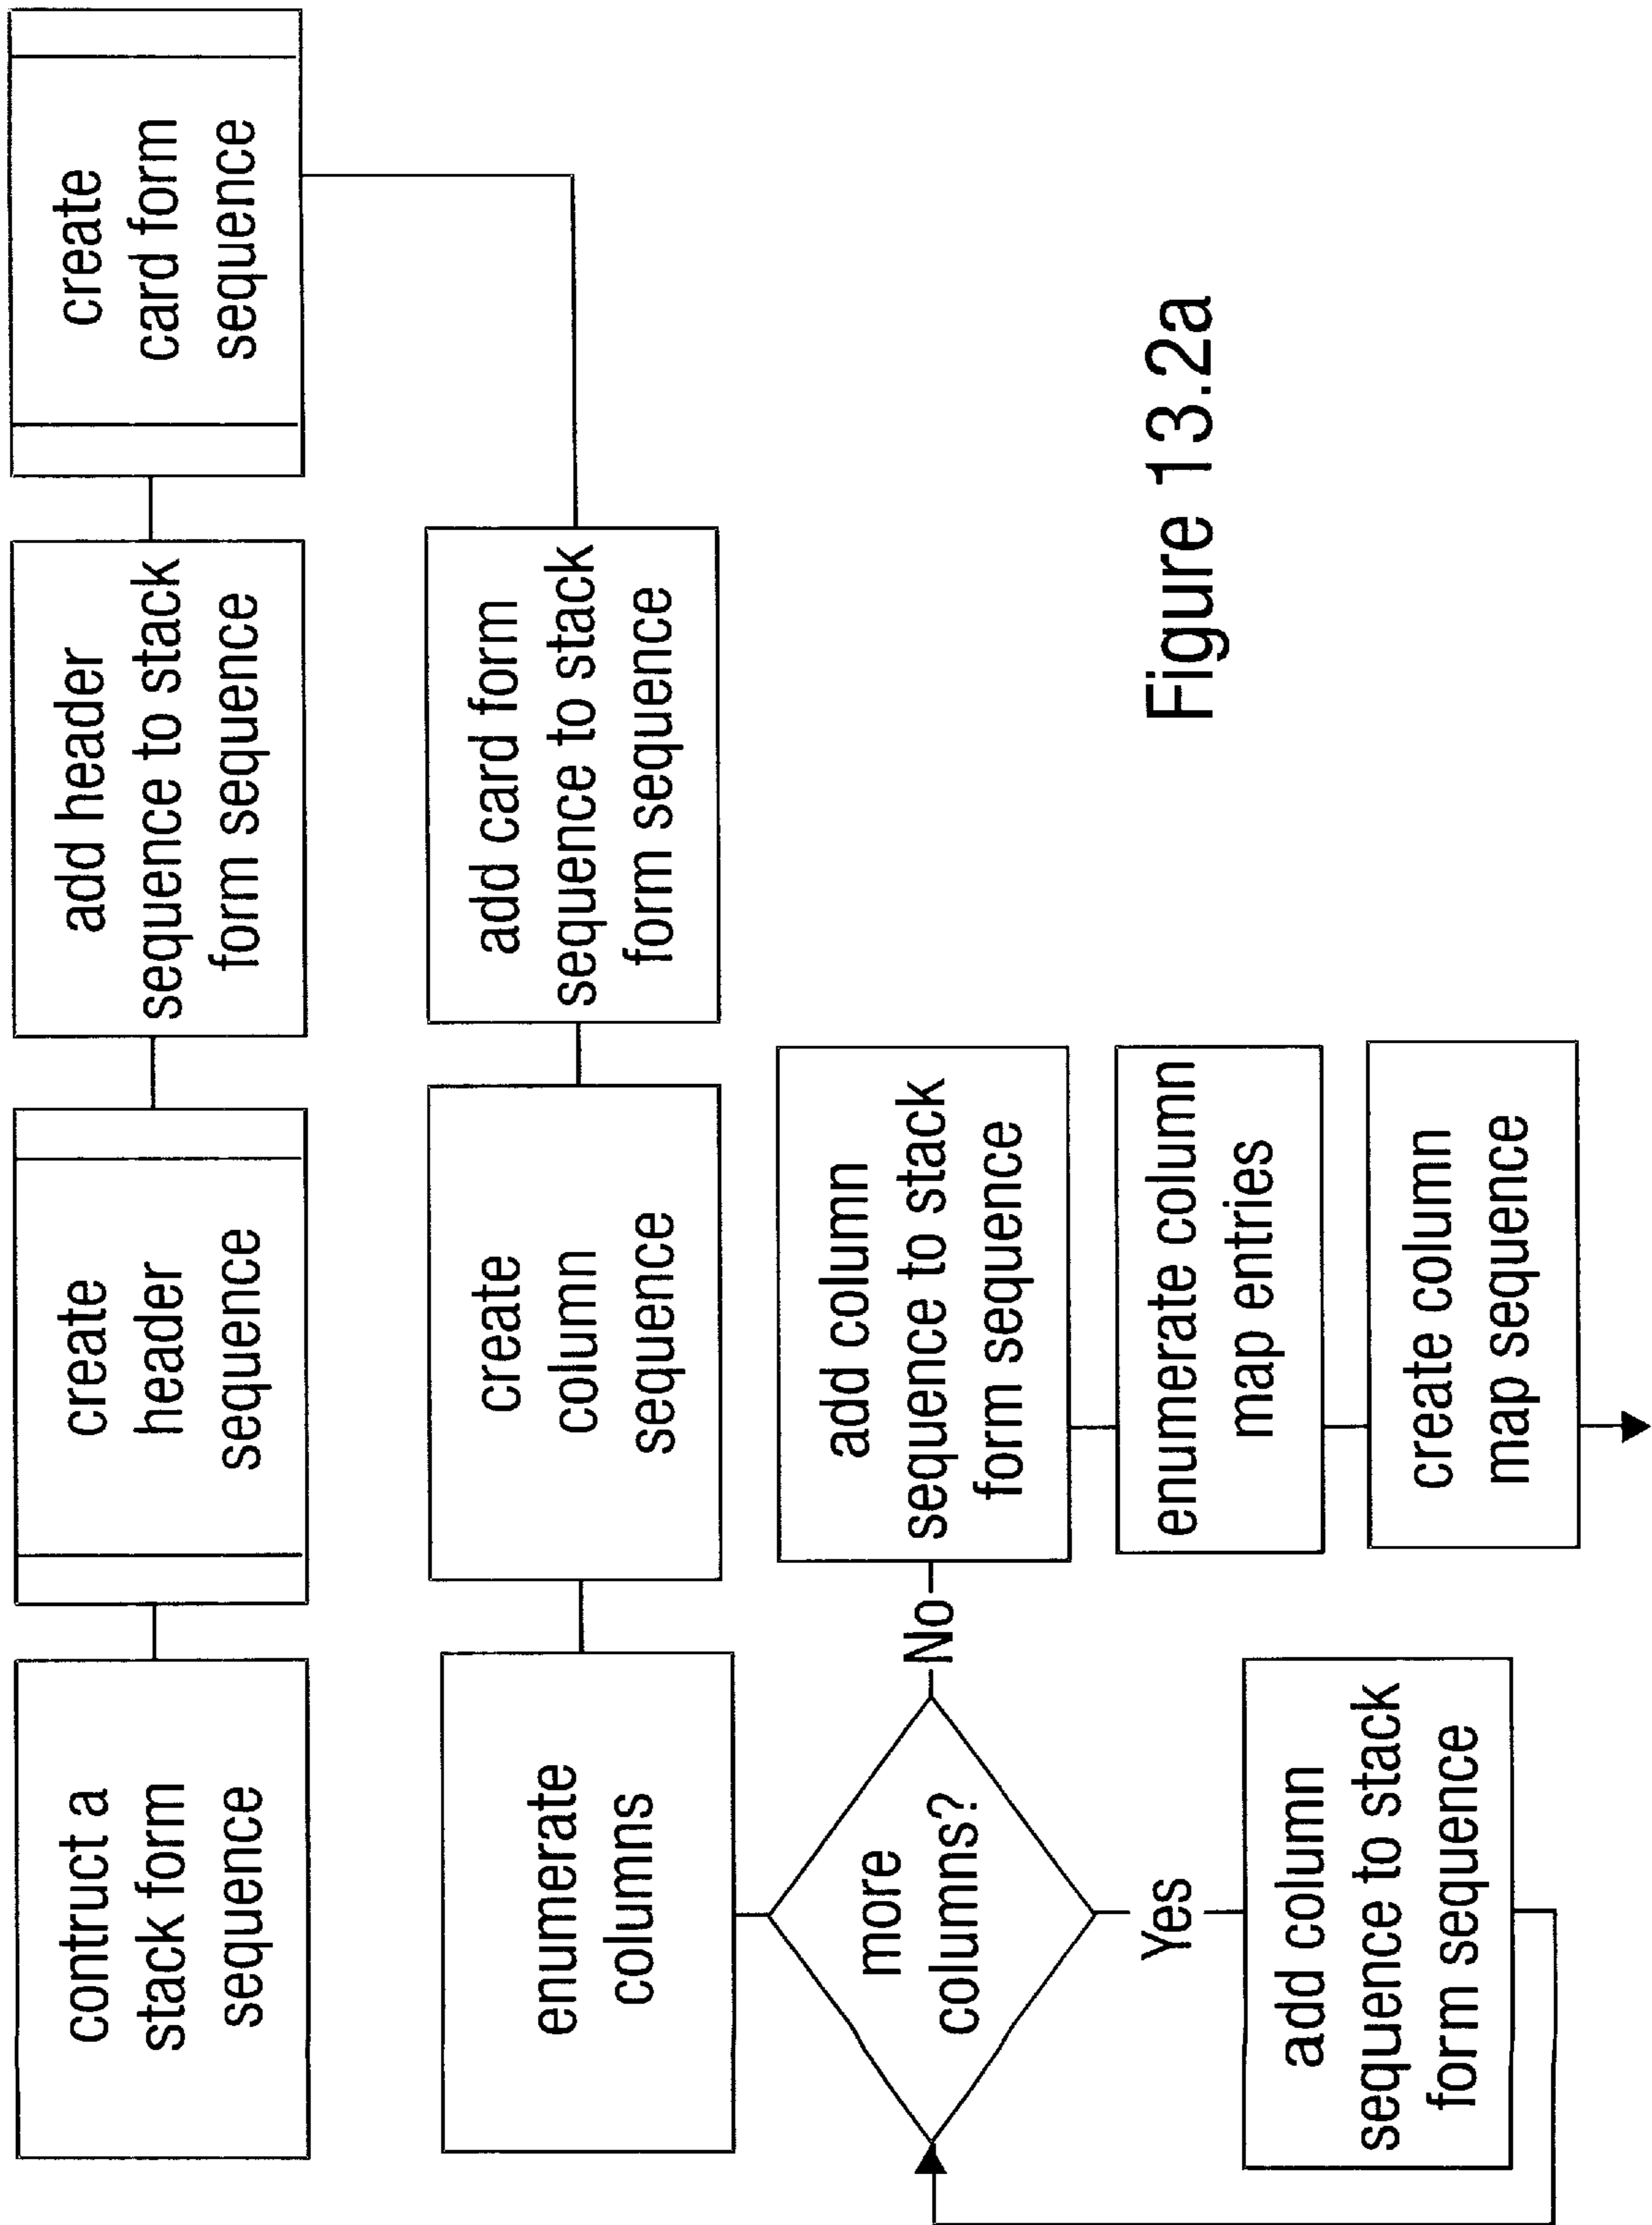 contruct a
stack form
sequence
create
header
sequence
add header
sequence to stack
form sequence
create
card form
sequence
add card form
sequence to stack
form sequence
create
column
sequence
enumerate
columns
more
columns?
No
Yes
add column
sequence to stack
form sequence
add column
sequence to stack
form sequence
enumerate column
map entries
create column
map sequence
Figure 13.2a